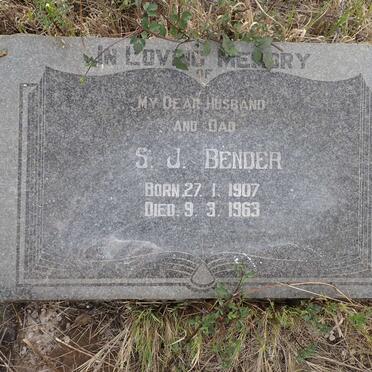 In Loving Memory
of
My Dear Husband
and Dad
S. J. Bender
Born 27. 1. 1907
Died 9. 3. 1963